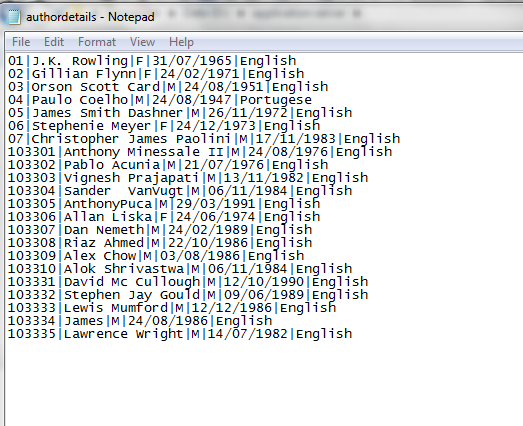 authordetails - Notepad
File Edit Format View Help
01|J.K. Rowling|F|31/07/1965|English
02|Gillian Flynn|F|24/02/1971|English
03|Orson Scott Card|M|24/08/1951|English
04|Paulo Coelho|M|24/08/1947|Portugese
05|James Smith Dashner|M|26/11/1972|English
06|Stephenie Meyer|F|24/12/1973|English
07|Christopher James Paolini|M|17/11/1983|English
103301|Anthony Minessale II|M|24/08/1976|English
103302|Pablo Acunia|M|21/07/1976|English
103303|Vignesh Prajapati|M|13/11/1982|English
103304|Sander  VanVugt|M|06/11/1984|English
103305|AnthonyPuca|M|29/03/1991|English
103306|Allan Liska|F|24/06/1974|English
103307|Dan Nemeth|M|24/02/1989|English
103308|Riaz Ahmed|M|22/10/1986|English
103309|Alex Chow|M|03/08/1986|English
103310|Alok Shrivastwa|M|06/11/1984|English
103331|David Mc Cullough|M|12/10/1990|English
103332|Stephen Jay Gould|M|09/06/1989|English
103333|Lewis Mumford|M|12/12/1986|English
103334|James|M|24/08/1986|English
103335|Lawrence Wright|M|14/07/1982|English